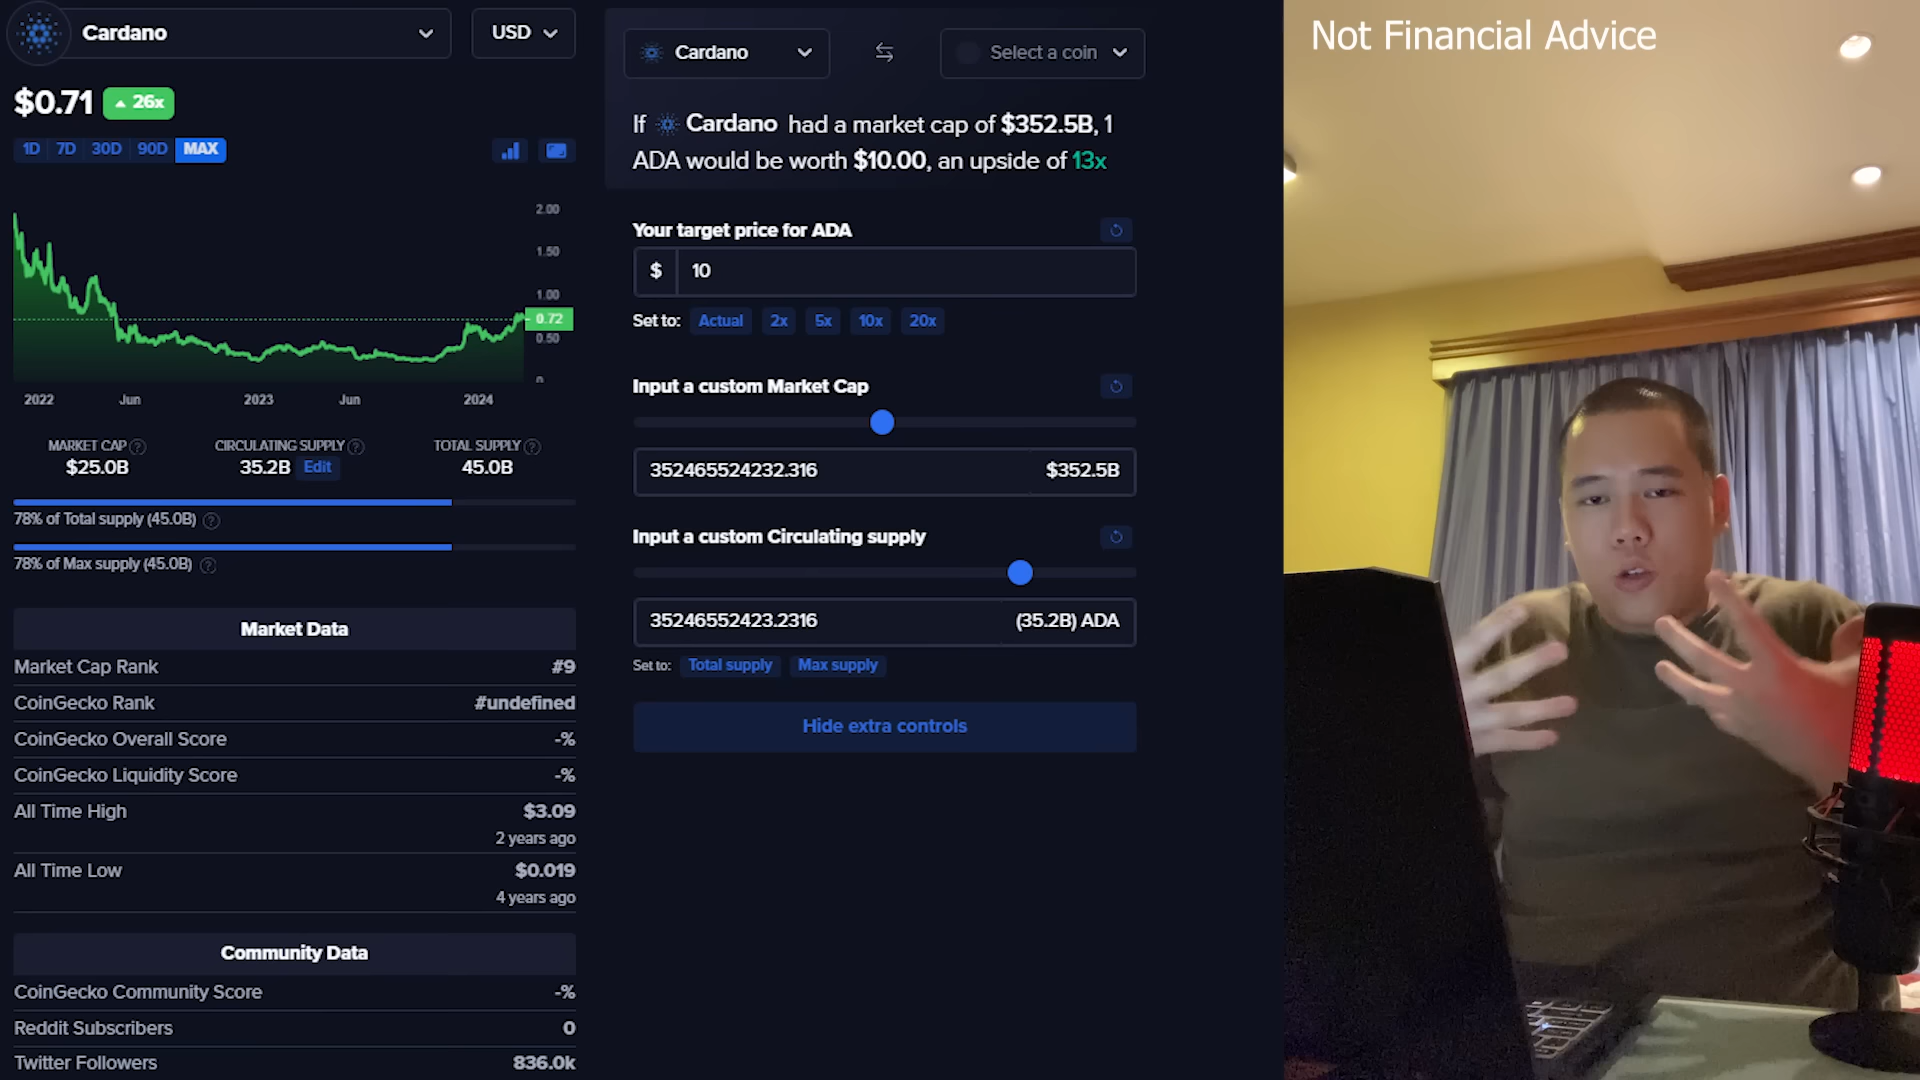 Cardano
USD
$0.71
26x
1D 7D 30D 90D MAX
2.00
1.50
1.00
0.72
0.50
0
2022 Jun 2023 Jun 2024
MARKET CAP ? CIRCULATING SUPPLY ? TOTAL SUPPLY ?
$25.0B 35.2B Edit 45.0B
78% of Total supply (45.0B) ?
78% of Max supply (45.0B) ?
Market Data
Market Cap Rank #9
CoinGecko Rank #undefined
CoinGecko Overall Score -%
CoinGecko Liquidity Score -%
All Time High $3.09
2 years ago
All Time Low $0.019
4 years ago
Community Data
CoinGecko Community Score -%
Reddit Subscribers 0
Twitter Followers 836.0k
Cardano Select a coin
If Cardano had a market cap of $352.5B, 1
ADA would be worth $10.00, an upside of 13x
Your target price for ADA
$ 10
Set to: Actual 2x 5x 10x 20x
Input a custom Market Cap
352465524232.316 $352.5B
Input a custom Circulating supply
35246552423.2316 (35.2B) ADA
Set to: Total supply Max supply
Hide extra controls
Not Financial Advice